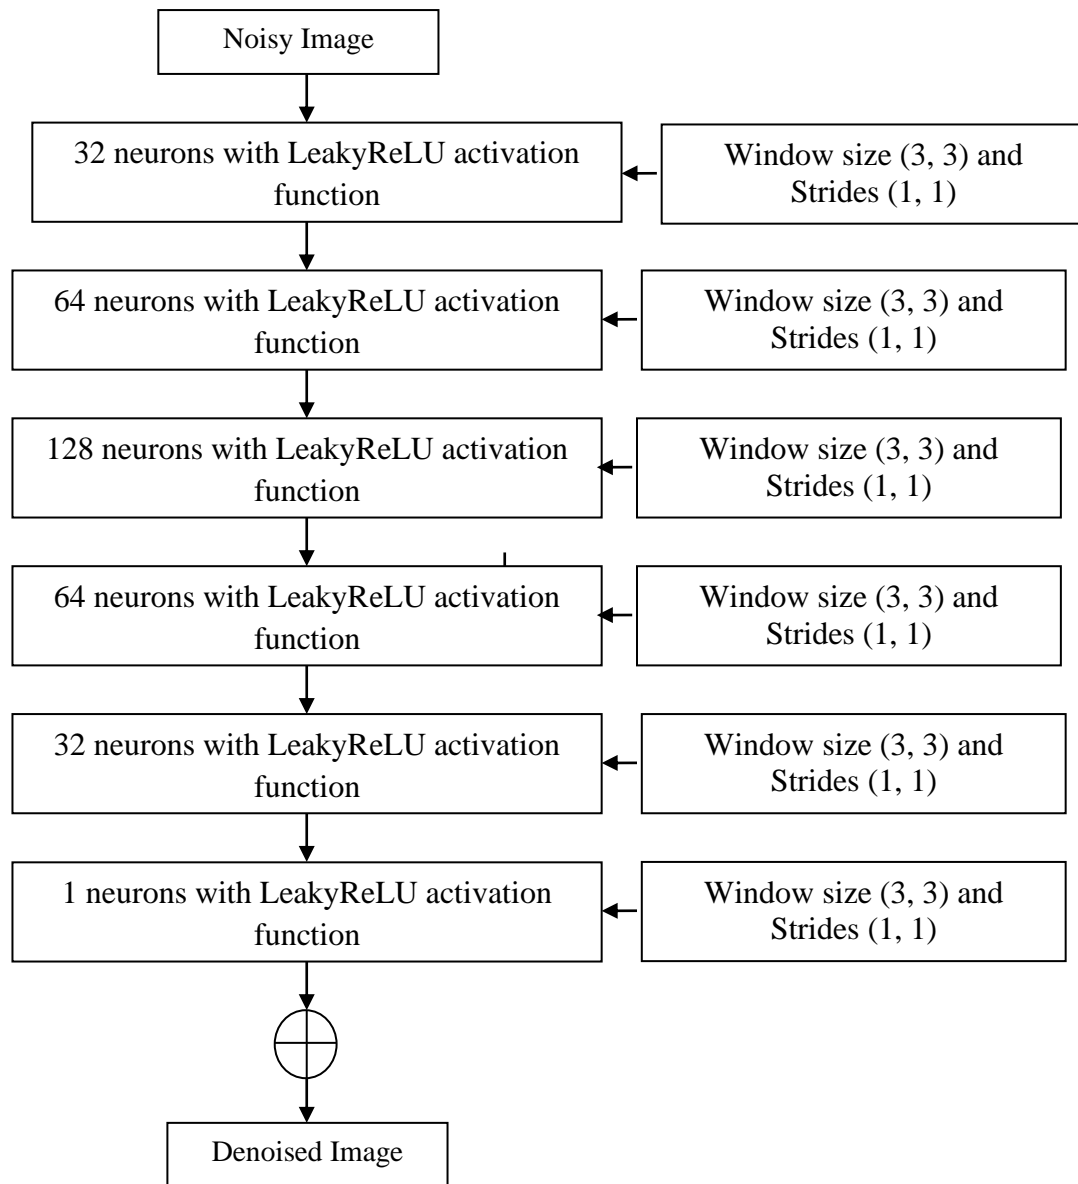 Noisy Image
32 neurons with LeakyReLU activation
function
Window size (3, 3) and
Strides (1, 1)
64 neurons with LeakyReLU activation
function
Window size (3, 3) and
Strides (1, 1)
128 neurons with LeakyReLU activation
function
Window size (3, 3) and
Strides (1, 1)
64 neurons with LeakyReLU activation
function
Window size (3, 3) and
Strides (1, 1)
32 neurons with LeakyReLU activation
function
Window size (3, 3) and
Strides (1, 1)
1 neurons with LeakyReLU activation
function
Window size (3, 3) and
Strides (1, 1)
Denoised Image